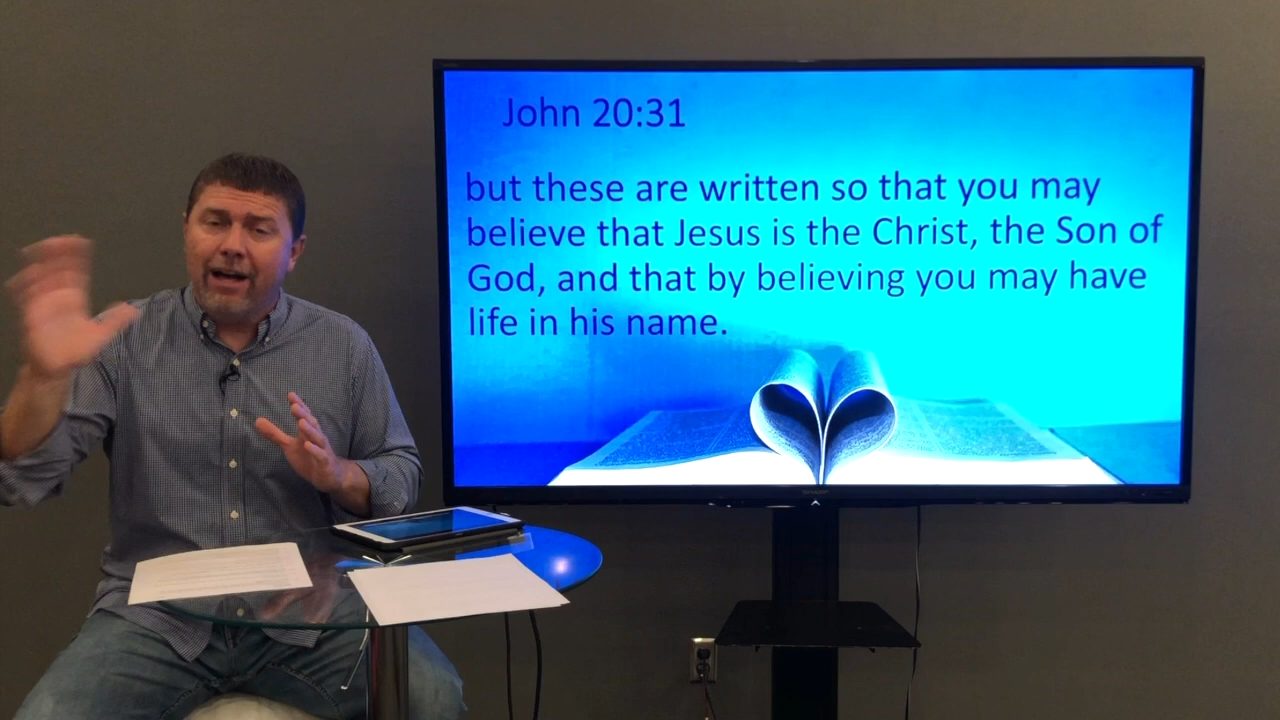 John 20:31
but these are written so that you may
believe that Jesus is the Christ, the Son of
God, and that by believing you may have
life in his name.
SHARP